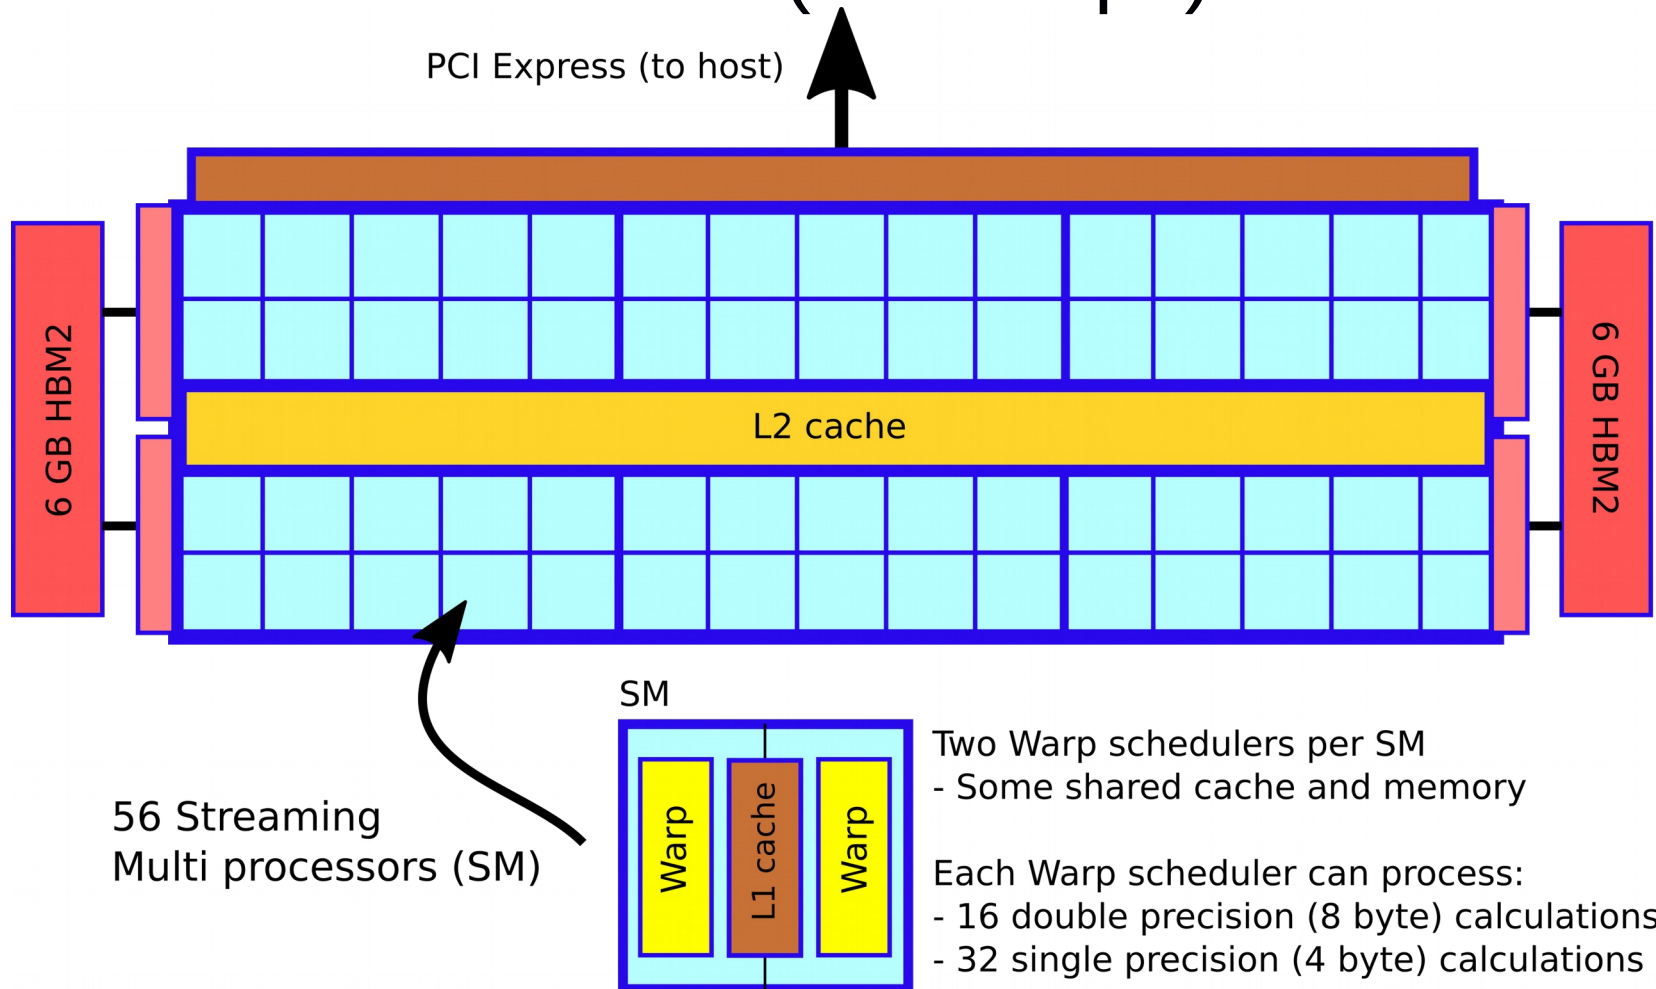 PCI Express (to host)
6 GB HBM2
6 GB HBM2
L2 cache
SM
56 Streaming
Multi processors (SM)
Warp
L1 cache
Warp
Two Warp schedulers per SM
- Some shared cache and memory
Each Warp scheduler can process:
- 16 double precision (8 byte) calculations
- 32 single precision (4 byte) calculations